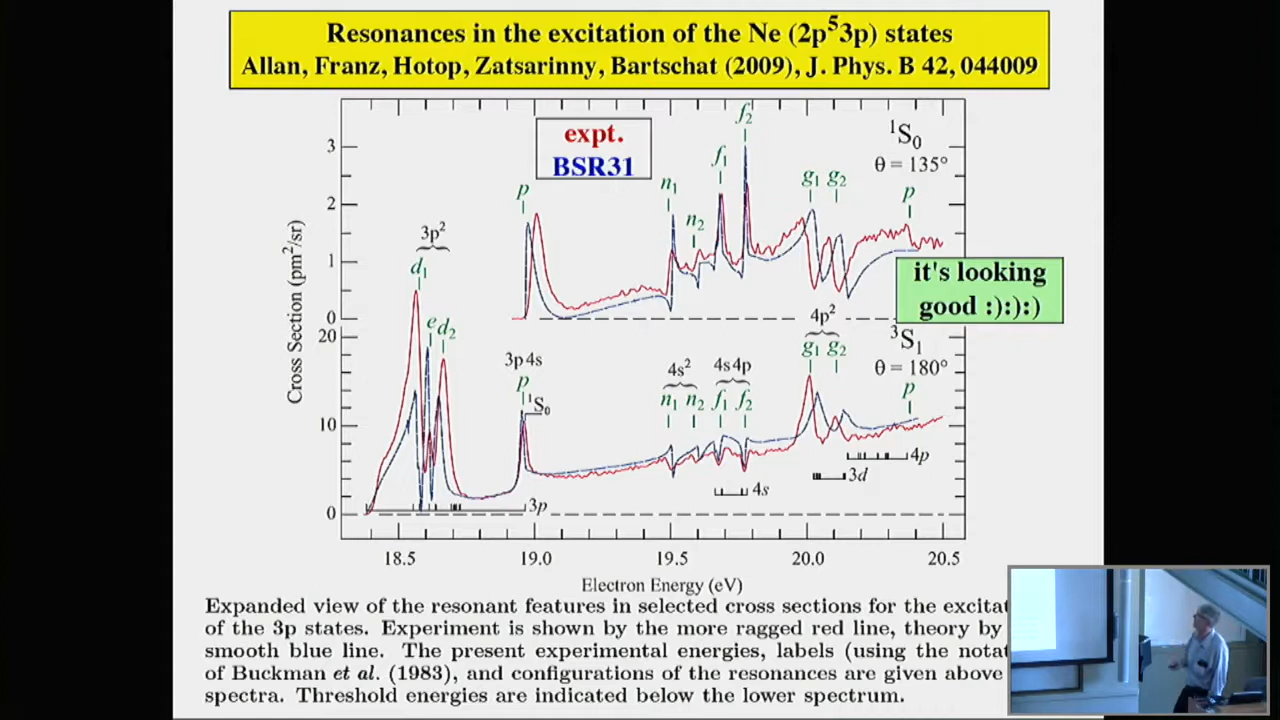 Resonances in the excitation of the Ne (2p⁵3p) states
Allan, Franz, Hotop, Zatsarinny, Bartschat (2009), J. Phys. B 42, 044009
expt.
BSR31
¹S₀
θ = 135°
p
n₁
n₂
f₁
f₂
g₁ g₂
p
3
2
1
0
3p²
d₁
e d₂
it's looking
good :):):)
4p²
g₁ g₂
³S₁
θ = 180°
p
3p4s
p
¹S₀
4s²
4s4p
n₁ n₂ f₁ f₂
20
10
0
3p
4s
3d
4p
Cross Section (pm²/sr)
18.5 19.0 19.5 20.0 20.5
Electron Energy (eV)
Expanded view of the resonant features in selected cross sections for the excitat
of the 3p states. Experiment is shown by the more ragged red line, theory by
smooth blue line. The present experimental energies, labels (using the notat
of Buckman et al. (1983), and configurations of the resonances are given above
spectra. Threshold energies are indicated below the lower spectrum.